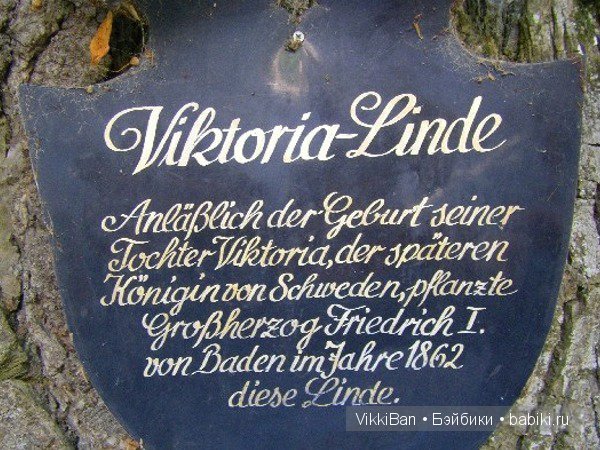 Viktoria-Linde
Anläßlich der Geburt seiner
Tochter Viktoria, der späteren
Königin von Schweden, pflanzte
Großherzog Friedrich I.
von Baden im Jahre 1862
diese Linde.
VikkiBan • Бэйбики • babiki.ru